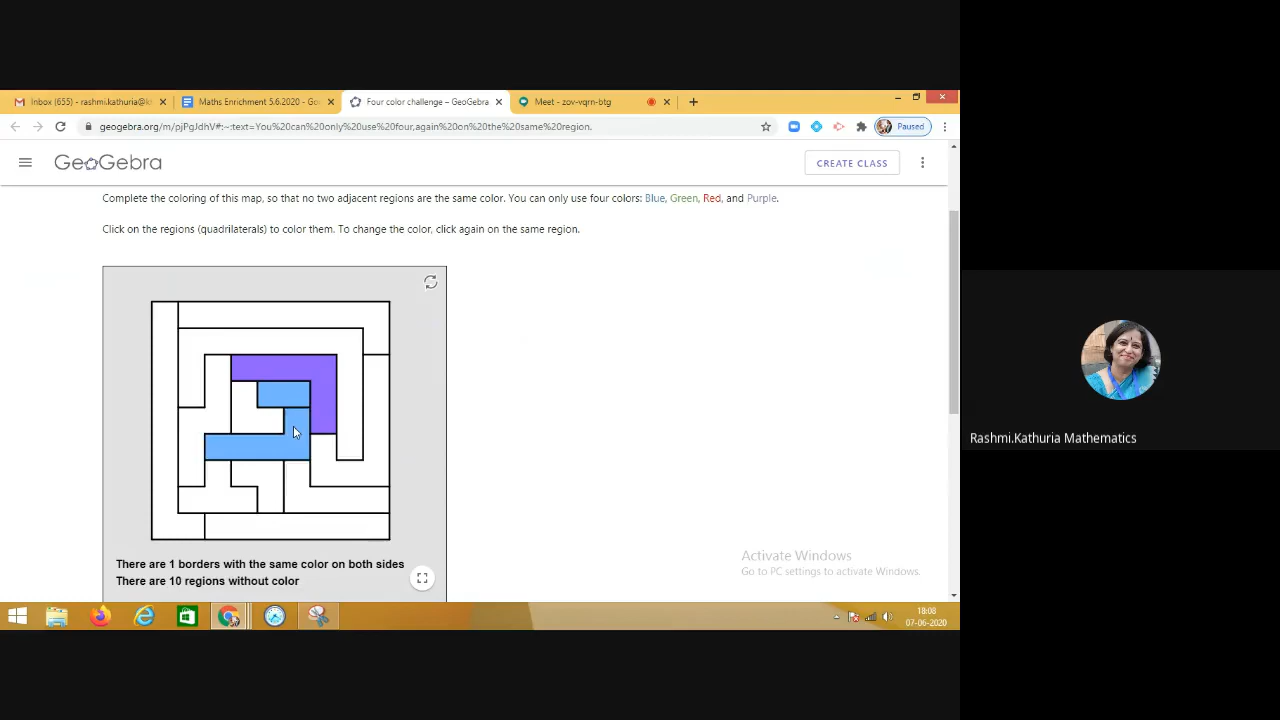 Inbox (655) - rashmi.kathuria@k
Maths Enrichment 5.6.2020 - Go
Four color challenge – GeoGebra
Meet - zov-vqrn-btg
geogebra.org/m/pjPgJdhV#:~:text=You%20can%20only%20use%20four,again%20on%20the%20same%20region.
Paused
GeoGebra
CREATE CLASS
Complete the coloring of this map, so that no two adjacent regions are the same color. You can only use four colors: Blue, Green, Red, and Purple.
Click on the regions (quadrilaterals) to color them. To change the color, click again on the same region.
There are 1 borders with the same color on both sides
There are 10 regions without color
Activate Windows
Go to PC settings to activate Windows.
18:08
07-06-2020
Rashmi.Kathuria Mathematics